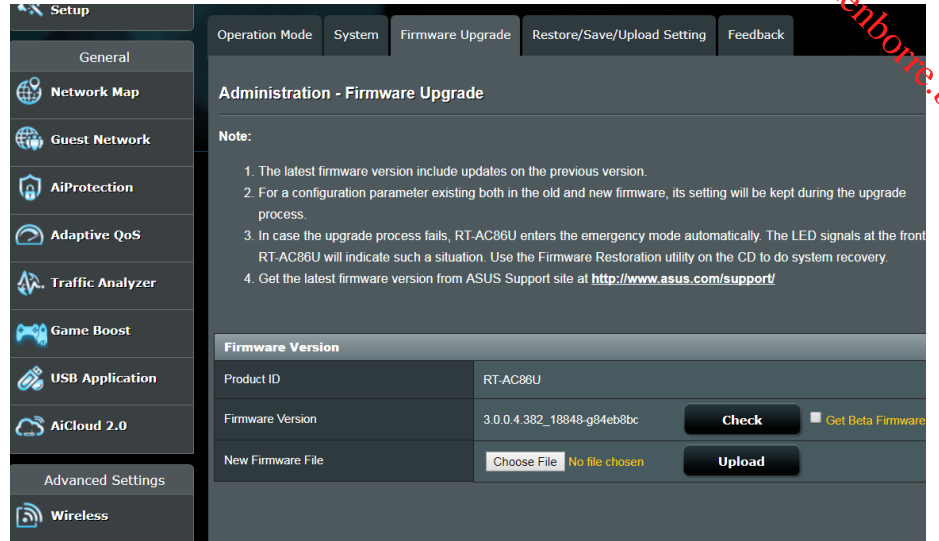 Setup
General
Network Map
Guest Network
AiProtection
Adaptive QoS
Traffic Analyzer
Game Boost
USB Application
AiCloud 2.0
Advanced Settings
Wireless
Operation Mode
System
Firmware Upgrade
Restore/Save/Upload Setting
Feedback
Administration - Firmware Upgrade
Note:
1. The latest firmware version include updates on the previous version.
2. For a configuration parameter existing both in the old and new firmware, its setting will be kept during the upgrade
process.
3. In case the upgrade process fails, RT-AC86U enters the emergency mode automatically. The LED signals at the front
RT-AC86U will indicate such a situation. Use the Firmware Restoration utility on the CD to do system recovery.
4. Get the latest firmware version from ASUS Support site at http://www.asus.com/support/
Firmware Version
Product ID RT-AC86U
Firmware Version 3.0.0.4.382_18848-g84eb8bc Check Get Beta Firmware
New Firmware File Choose File No file chosen Upload